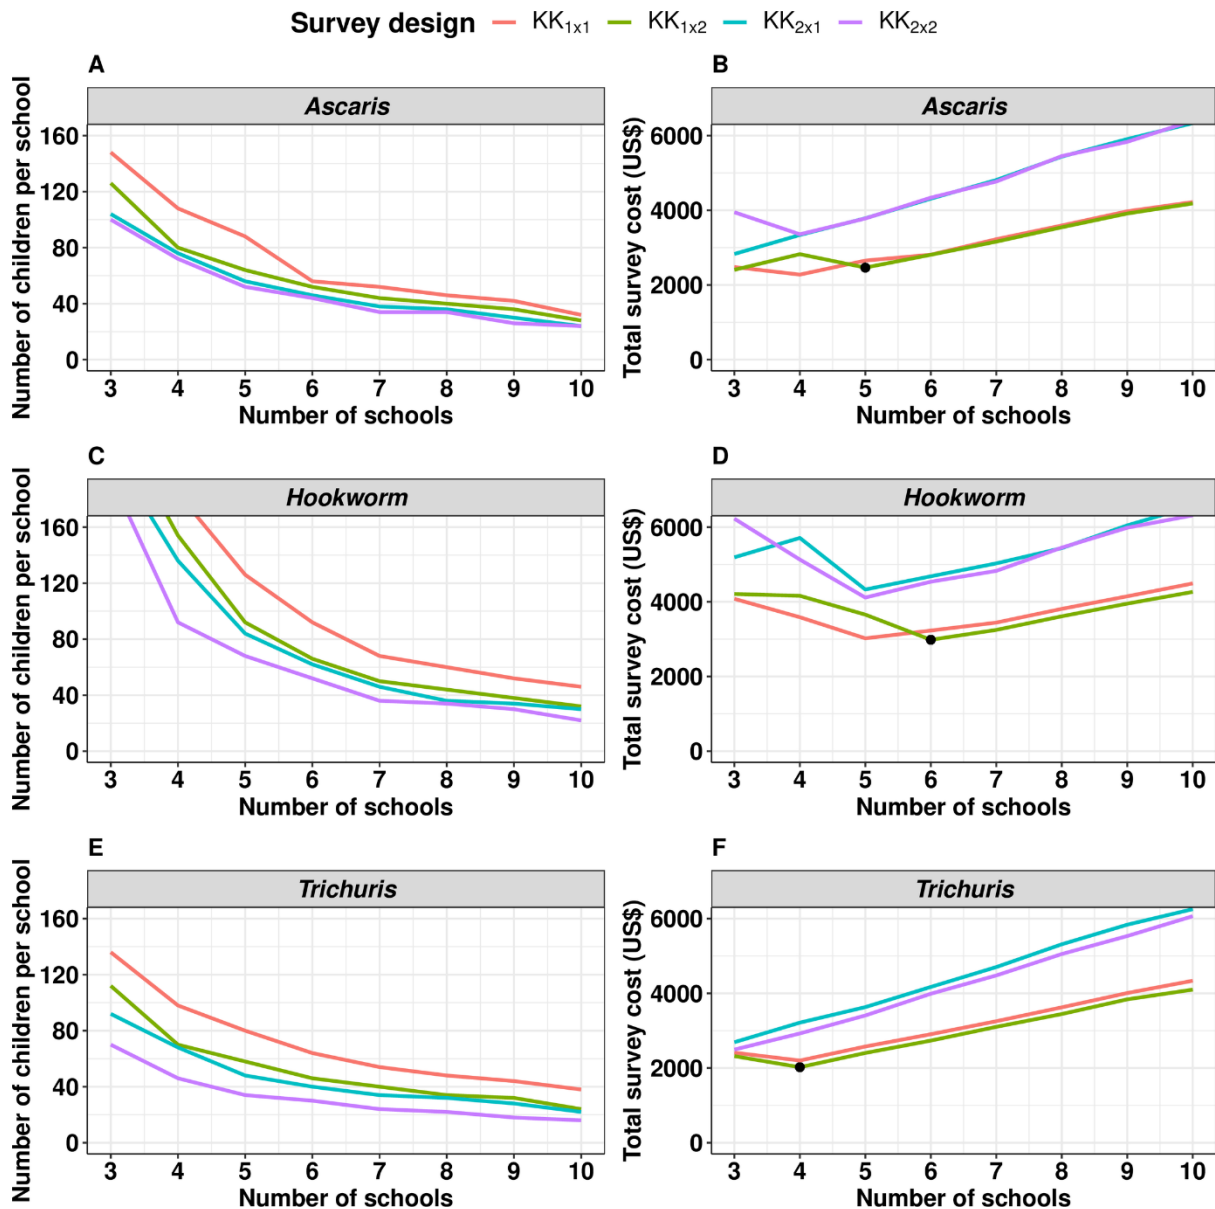 Survey design KK1x1 KK1x2 KK2x1 KK2x2
A
Ascaris
Number of children per school
160
120
80
40
0
3 4 5 6 7 8 9 10
Number of schools
B
Ascaris
Total survey cost (US$)
6000
4000
2000
0
3 4 5 6 7 8 9 10
Number of schools
C
Hookworm
Number of children per school
160
120
80
40
0
3 4 5 6 7 8 9 10
Number of schools
D
Hookworm
Total survey cost (US$)
6000
4000
2000
0
3 4 5 6 7 8 9 10
Number of schools
E
Trichuris
Number of children per school
160
120
80
40
0
3 4 5 6 7 8 9 10
Number of schools
F
Trichuris
Total survey cost (US$)
6000
4000
2000
0
3 4 5 6 7 8 9 10
Number of schools